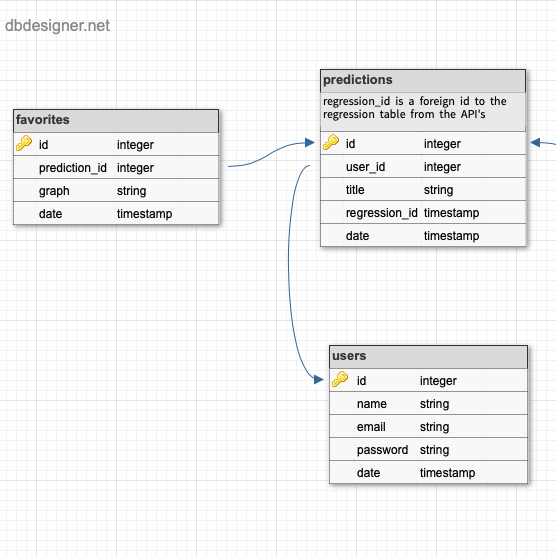 dbdesigner.net
favorites
id integer
prediction_id integer
graph string
date timestamp
predictions
regression_id is a foreign id to the
regression table from the API's
id integer
user_id integer
title string
regression_id timestamp
date timestamp
users
id integer
name string
email string
password string
date timestamp